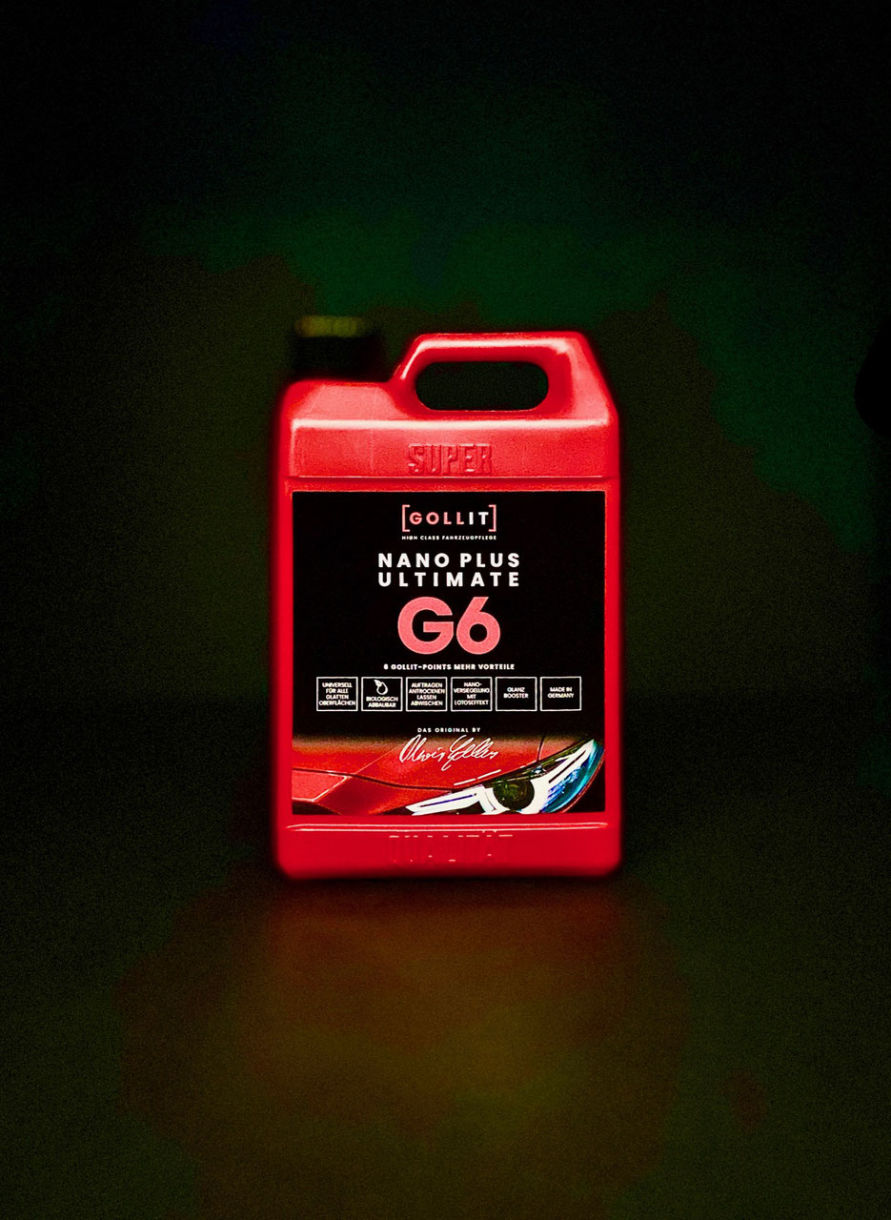 SUPER
[GOLLIT]
HIGH CLASS FAHRZEUGPFLEGE
NANO PLUS
ULTIMATE
G6
6 GOLLIT-POINTS MEHR VORTEILE
UNIVERSELL
FÜR ALLE
GLATTEN
OBERFLÄCHEN
BIOLOGISCH
ABBAUBAR
AUFTRAGEN
ANTROCKNEN
LASSEN
ABWISCHEN
NANO-
VERSIEGELUNG
MIT
LOTOSEFFEKT
GLANZ
BOOSTER
MADE IN
GERMANY
DAS ORIGINAL BY